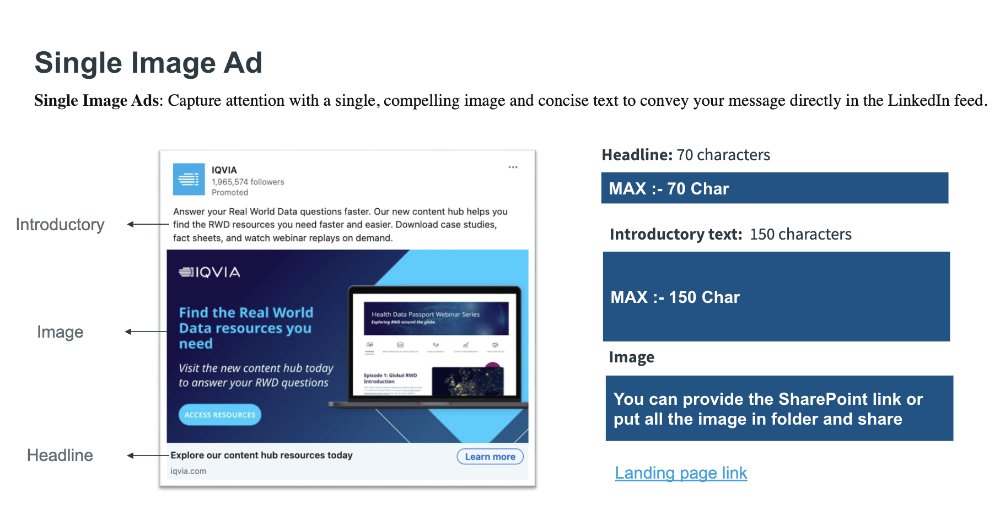 Single Image Ad
Single Image Ads: Capture attention with a single, compelling image and concise text to convey your message directly in the LinkedIn feed.
Introductory
Image
Headline
IQVIA
1,965,574 followers
Promoted
Answer your Real World Data questions faster. Our new content hub helps you
find the RWD resources you need faster and easier. Download case studies,
fact sheets, and watch webinar replays on demand.
IQVIA
Find the Real World
Data resources you
need
Visit the new content hub today
to answer your RWD questions
ACCESS RESOURCES
Health Data Passport Webinar Series
Exploring RWD around the globe
Episode 1: Global RWD
Introduction
Explore our content hub resources today
Learn more
iqvia.com
Headline: 70 characters
MAX :- 70 Char
Introductory text: 150 characters
MAX :- 150 Char
Image
You can provide the SharePoint link or
put all the image in folder and share
Landing page link